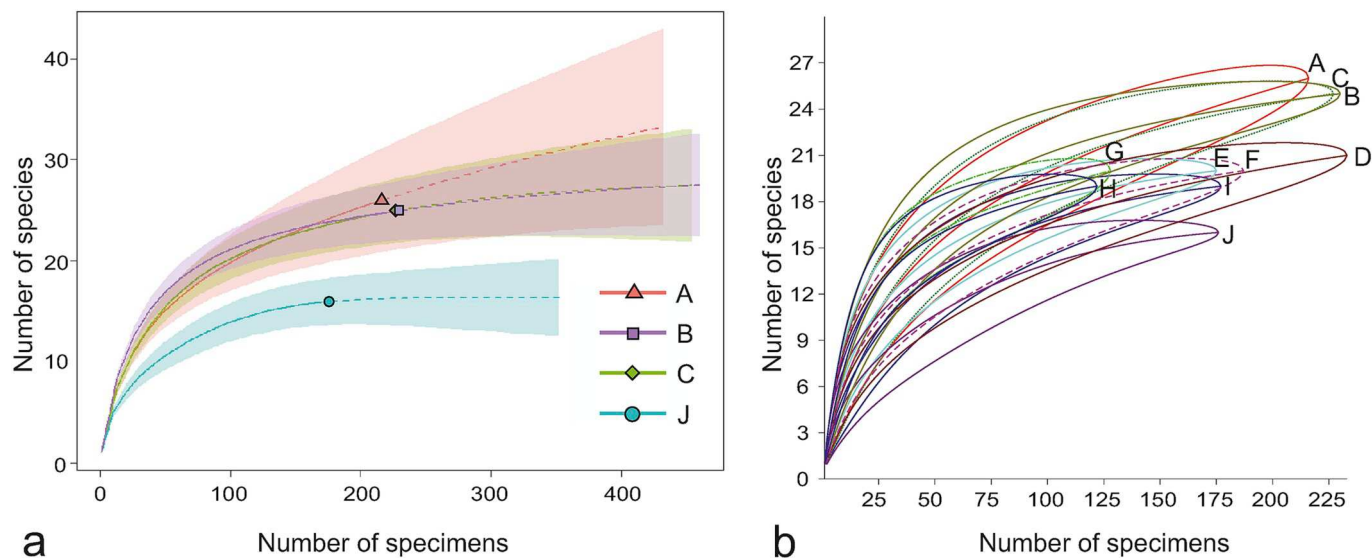 Number of species
40
30
20
10
0
0 100 200 300 400
Number of specimens
A
B
C
J
a
Number of species
27
24
21
18
15
12
9
6
3
0
25 50 75 100 125 150 175 200 233
Number of specimens
A
C
B
G
E F
D
H
I
J
b